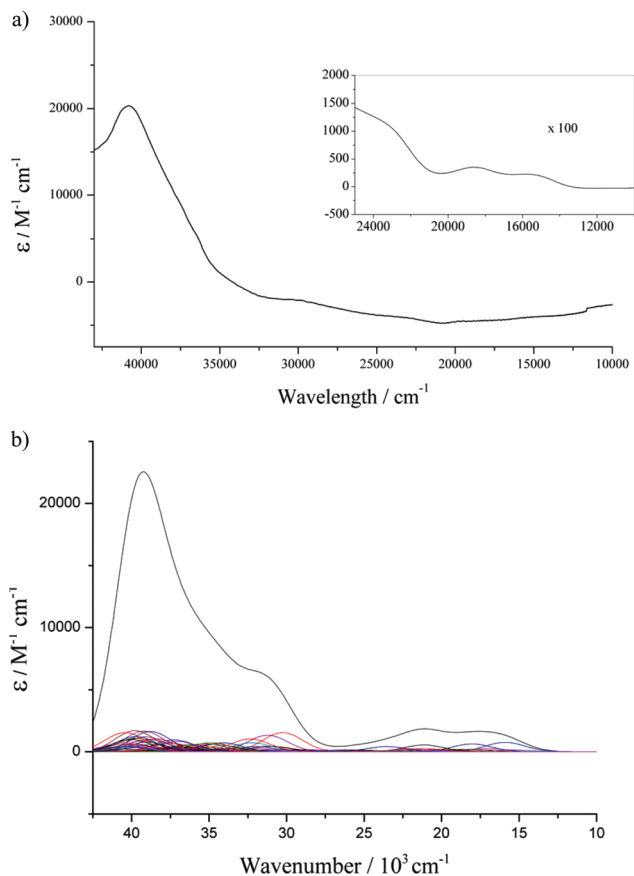 a)
30000
20000
10000
0
ε / M⁻¹ cm⁻¹
40000 35000 30000 25000 20000 15000 10000
Wavelength / cm⁻¹
2000
1500
1000
500
0
-500
x 100
24000 20000 16000 12000
b)
20000
10000
0
ε / M⁻¹ cm⁻¹
40 35 30 25 20 15 10
Wavenumber / 10³ cm⁻¹